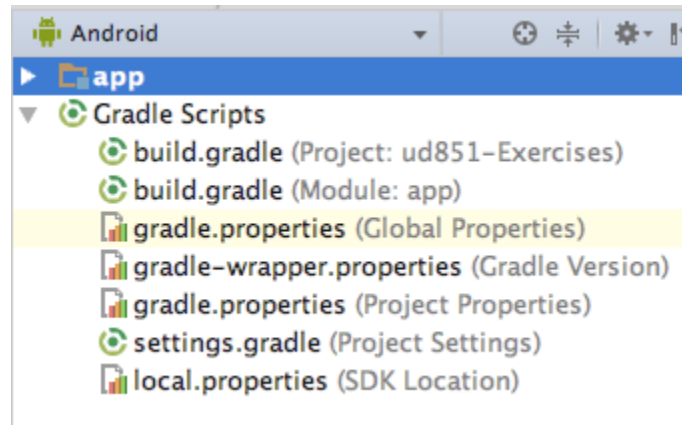 Android
app
Gradle Scripts
build.gradle (Project: ud851-Exercises)
build.gradle (Module: app)
gradle.properties (Global Properties)
gradle-wrapper.properties (Gradle Version)
gradle.properties (Project Properties)
settings.gradle (Project Settings)
local.properties (SDK Location)